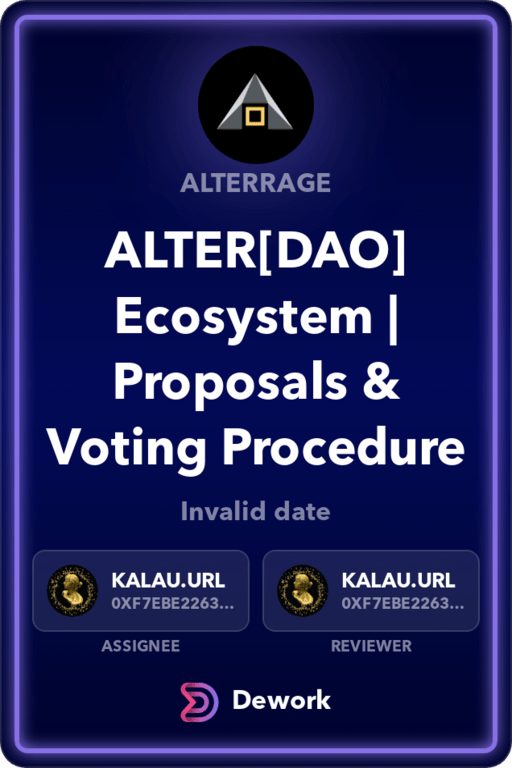 ALTERRAGE
ALTER[DAO]
Ecosystem |
Proposals &
Voting Procedure
Invalid date
KALAU.URL
0XF7EBE2263...
KALAU.URL
0XF7EBE2263...
ASSIGNEE
REVIEWER
Dework